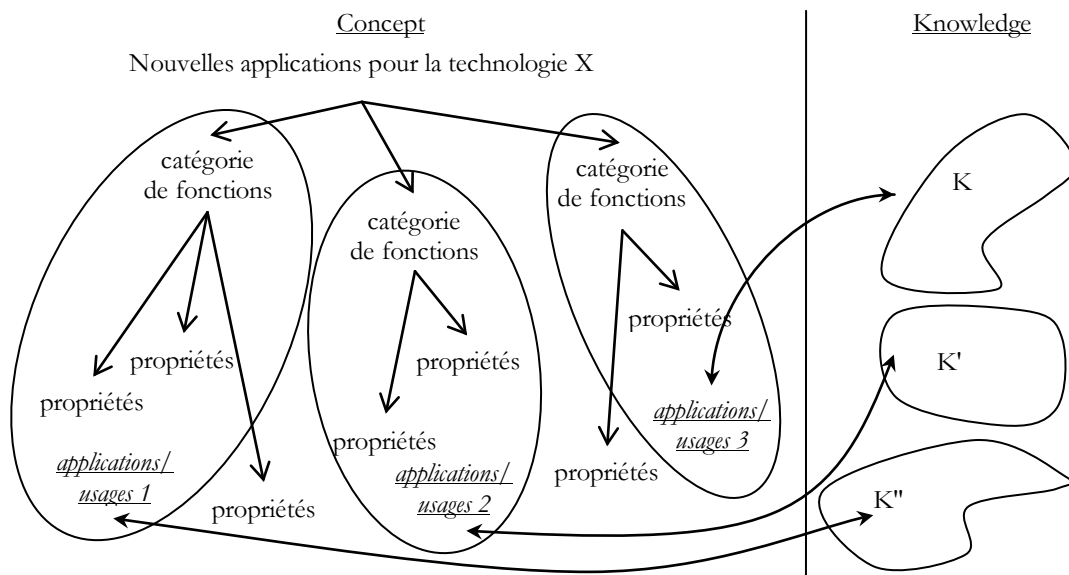 Concept
Knowledge
Nouvelles applications pour la technologie X
catégorie
de fonctions
propriétés
propriétés
applications/
usages 1
propriétés
catégorie
de fonctions
propriétés
propriétés
applications/
usages 2
catégorie
de fonctions
propriétés
applications/
usages 3
propriétés
K
K'
K"